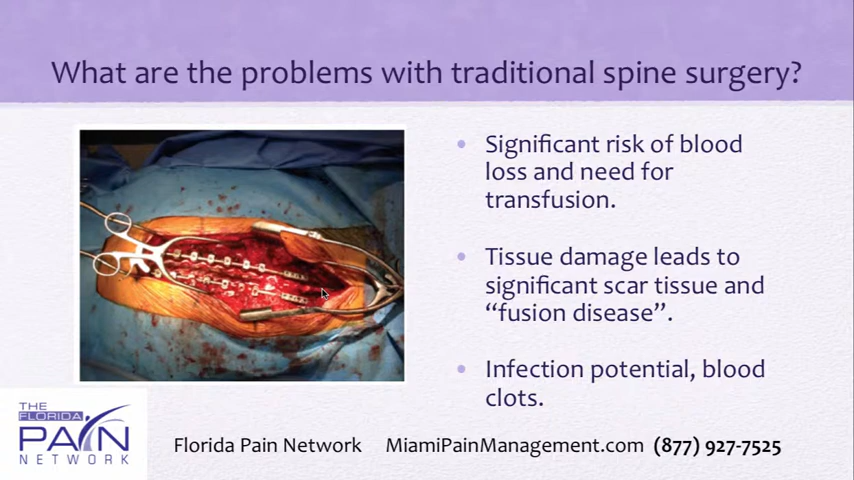 What are the problems with traditional spine surgery?
Significant risk of blood
loss and need for
transfusion.
Tissue damage leads to
significant scar tissue and
“fusion disease”.
Infection potential, blood
clots.
THE
FLORIDA
PAIN
NETWORK
Florida Pain Network MiamiPainManagement.com (877) 927-7525